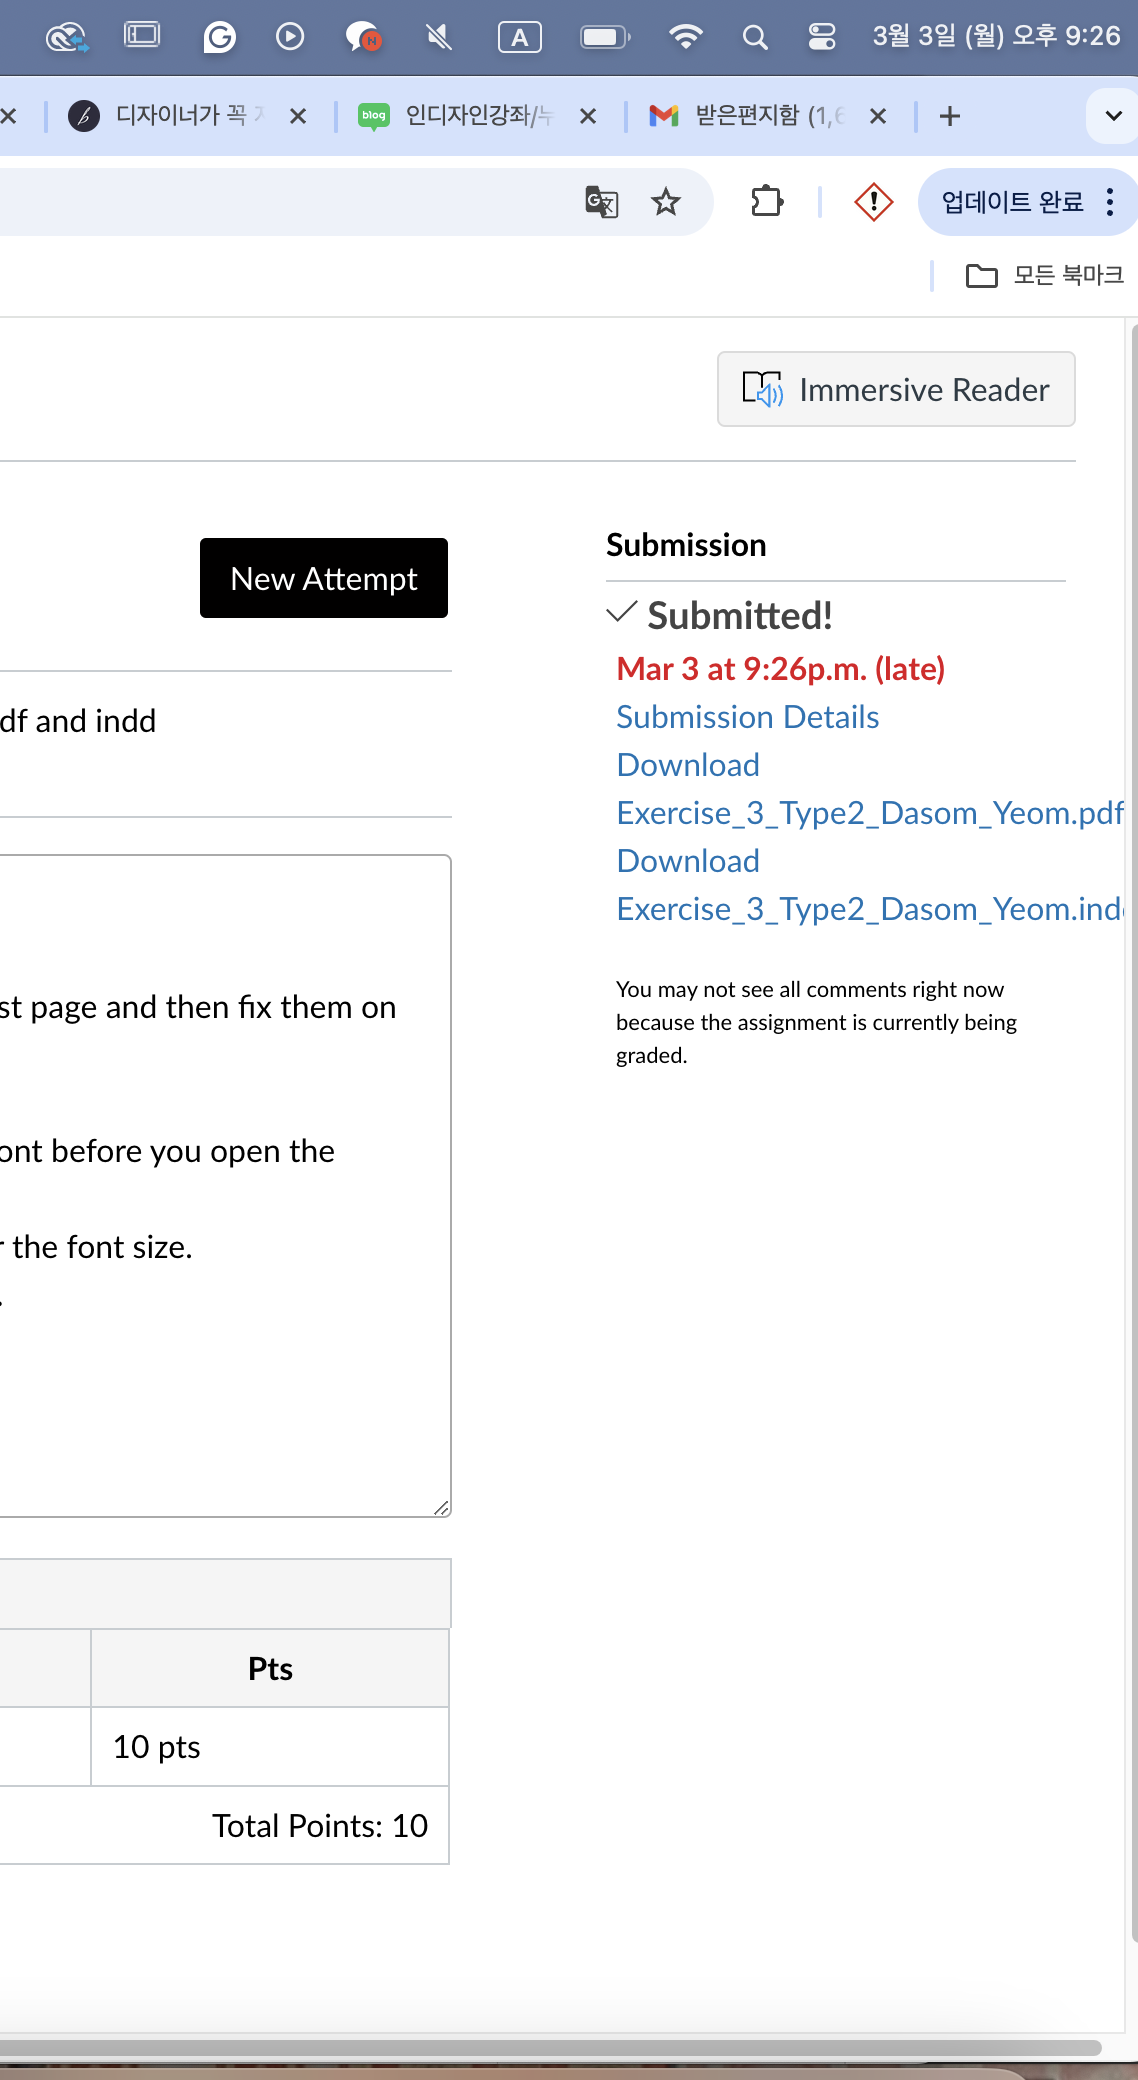 A
3월 3일 (월) 오후 9:26
디자이너가 꼭
blog
인디자인강좌/
받은편지함 (1,6
업데이트 완료
모든 북마크
Immersive Reader
New Attempt
df and indd
st page and then fix them on
ont before you open the
r the font size.
.
Pts
10 pts
Total Points: 10
Submission
Submitted!
Mar 3 at 9:26p.m. (late)
Submission Details
Download
Exercise_3_Type2_Dasom_Yeom.pdf
Download
Exercise_3_Type2_Dasom_Yeom.ind
You may not see all comments right now
because the assignment is currently being
graded.